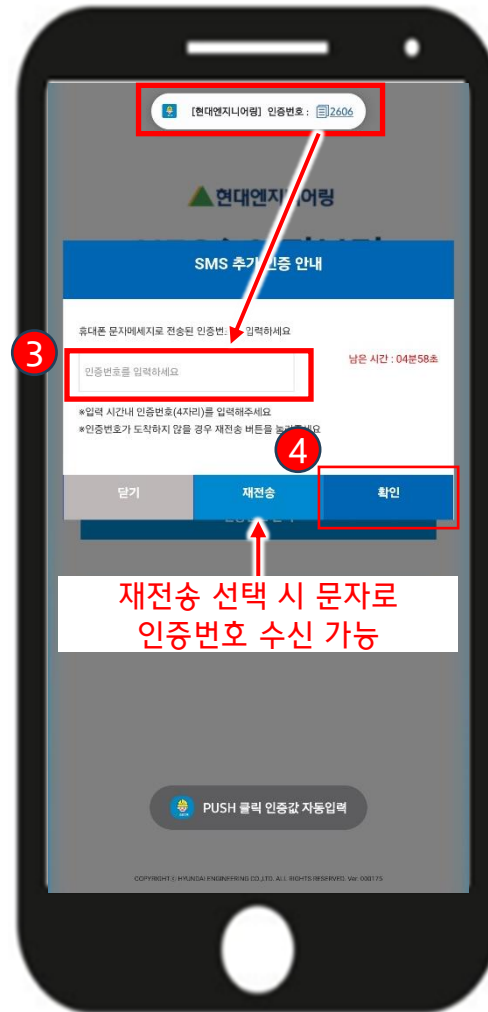 [현대엔지니어링] 인증번호 : 2606
현대엔지니어링
SMS 추가 인증 안내
휴대폰 문자메세지로 전송된 인증번호 입력하세요
3
남은 시간 : 04분58초
인증번호를 입력하세요
※입력 시간내 인증번호(4자리)를 입력해주세요
※인증번호가 도착하지 않을 경우 재전송 버튼을
4
닫기
재전송
확인
재전송 선택 시 문자로
인증번호 수신 가능
PUSH 클릭 인증값 자동입력
COPYRIGHT © HYUNDAI ENGINEERING CO.,LTD. ALL RIGHTS RESERVED. Ver. 000175